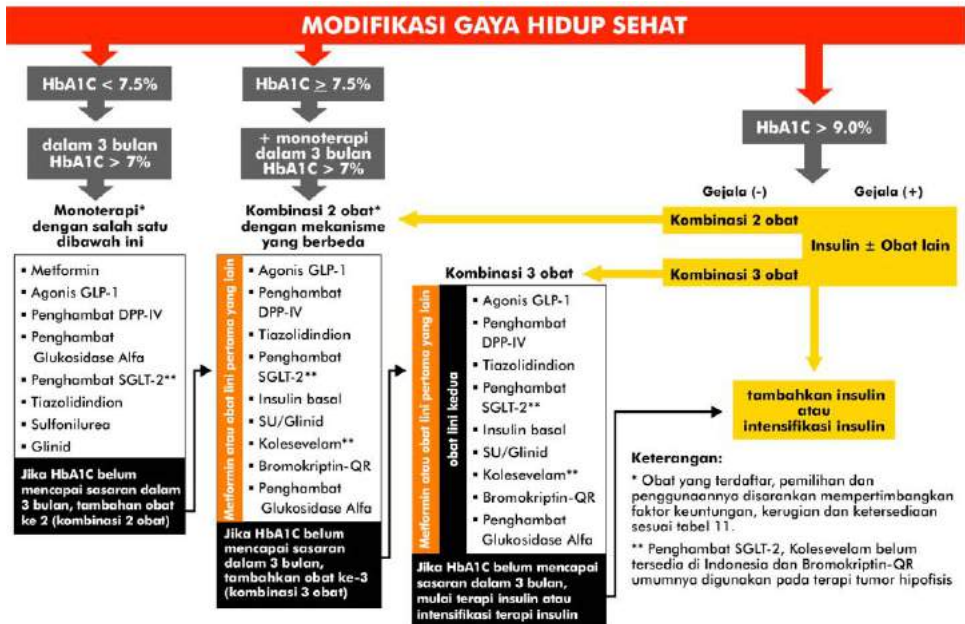 MODIFIKASI GAYA HIDUP SEHAT
HbA1C < 7.5%
dalam 3 bulan
HbA1C > 7%
Monoterapi*
dengan salah satu
dibawah ini
▪ Metformin
▪ Agonis GLP-1
▪ Penghambat DPP-IV
▪ Penghambat
Glukosidase Alfa
▪ Penghambat SGLT-2**
▪ Tiazolidindion
▪ Sulfonilurea
▪ Glinid
Jika HbA1C belum
mencapai sasaran dalam
3 bulan, tambahan obat
ke 2 (kombinasi 2 obat)
HbA1C ≥ 7.5%
+ monoterapi
dalam 3 bulan
HbA1C > 7%
Kombinasi 2 obat*
dengan mekanisme
yang berbeda
Metformin atau obat lini pertama yang lain
▪ Agonis GLP-1
▪ Penghambat
DPP-IV
▪ Tiazolidindion
▪ Penghambat
SGLT-2**
▪ Insulin basal
▪ SU/Glinid
▪ Kolesevelam**
▪ Bromokriptin-QR
▪ Penghambat
Glukosidase Alfa
Jika HbA1C belum
mencapai sasaran
dalam 3 bulan,
tambahkan obat ke-3
(kombinasi 3 obat)
Kombinasi 3 obat
Metformin atau obat lini pertama yang lain
obat lini kedua
▪ Agonis GLP-1
▪ Penghambat
DPP-IV
▪ Tiazolidindion
▪ Penghambat
SGLT-2**
▪ Insulin basal
▪ SU/Glinid
▪ Kolesevelam**
▪ Bromokriptin-QR
▪ Penghambat
Glukosidase Alfa
Jika HbA1C belum mencapai
sasaran dalam 3 bulan,
mulai terapi insulin atau
intensifikasi terapi insulin
HbA1C > 9.0%
Gejala (-)
Gejala (+)
Kombinasi 2 obat
Insulin ± Obat lain
Kombinasi 3 obat
tambahkan insulin
atau
intensifikasi insulin
Keterangan:
* Obat yang terdaftar, pemilihan dan
penggunaannya disarankan mempertimbangkan
faktor keuntungan, kerugian dan ketersediaan
sesuai tabel 11.
** Penghambat SGLT-2, Kolesevelam belum
tersedia di Indonesia dan Bromokriptin-QR
umumnya digunakan pada terapi tumor hipofisis